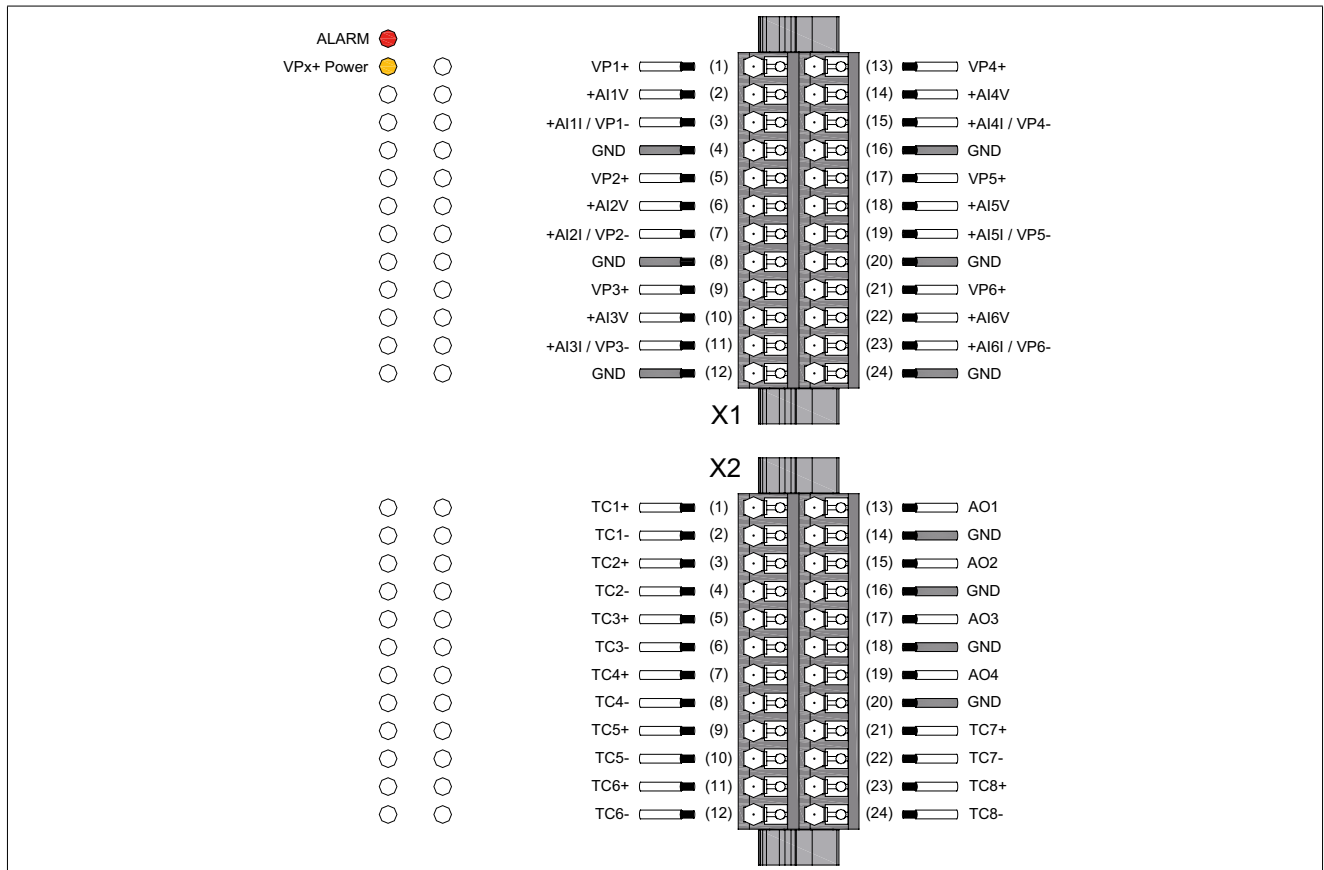 ALARM
VPx+ Power
VP1+ (1) (13) VP4+
+AI1V (2) (14) +AI4V
+AI1I / VP1- (3) (15) +AI4I / VP4-
GND (4) (16) GND
VP2+ (5) (17) VP5+
+AI2V (6) (18) +AI5V
+AI2I / VP2- (7) (19) +AI5I / VP5-
GND (8) (20) GND
VP3+ (9) (21) VP6+
+AI3V (10) (22) +AI6V
+AI3I / VP3- (11) (23) +AI6I / VP6-
GND (12) (24) GND
X1
X2
TC1+ (1) (13) AO1
TC1- (2) (14) GND
TC2+ (3) (15) AO2
TC2- (4) (16) GND
TC3+ (5) (17) AO3
TC3- (6) (18) GND
TC4+ (7) (19) AO4
TC4- (8) (20) GND
TC5+ (9) (21) TC7+
TC5- (10) (22) TC7-
TC6+ (11) (23) TC8+
TC6- (12) (24) TC8-